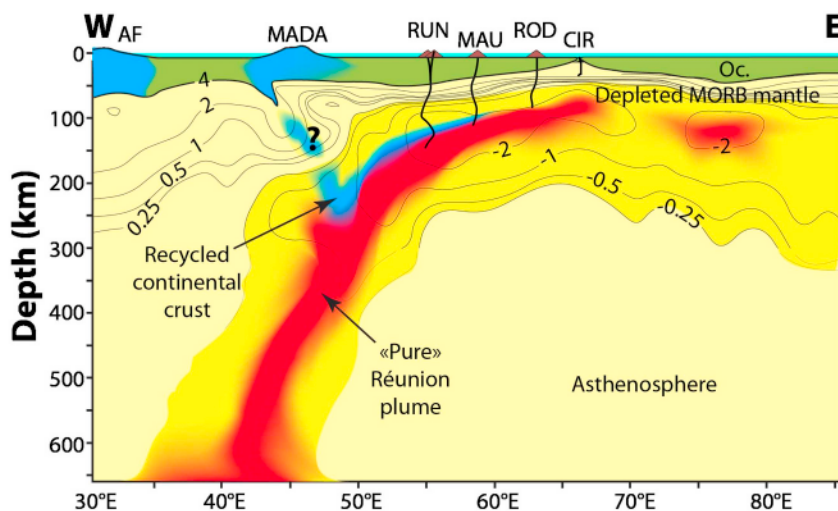 W AF MADA RUN MAU ROD CIR E
0
Oc.
4
Depleted MORB mantle
100
2
?
1
-2
-1
-2
0.5
200
0.25
-0.5
-0.25
300
Recycled
continental
crust
Depth (km)
400
«Pure»
Réunion
plume
500
Asthenosphere
600
30°E 40°E 50°E 60°E 70°E 80°E